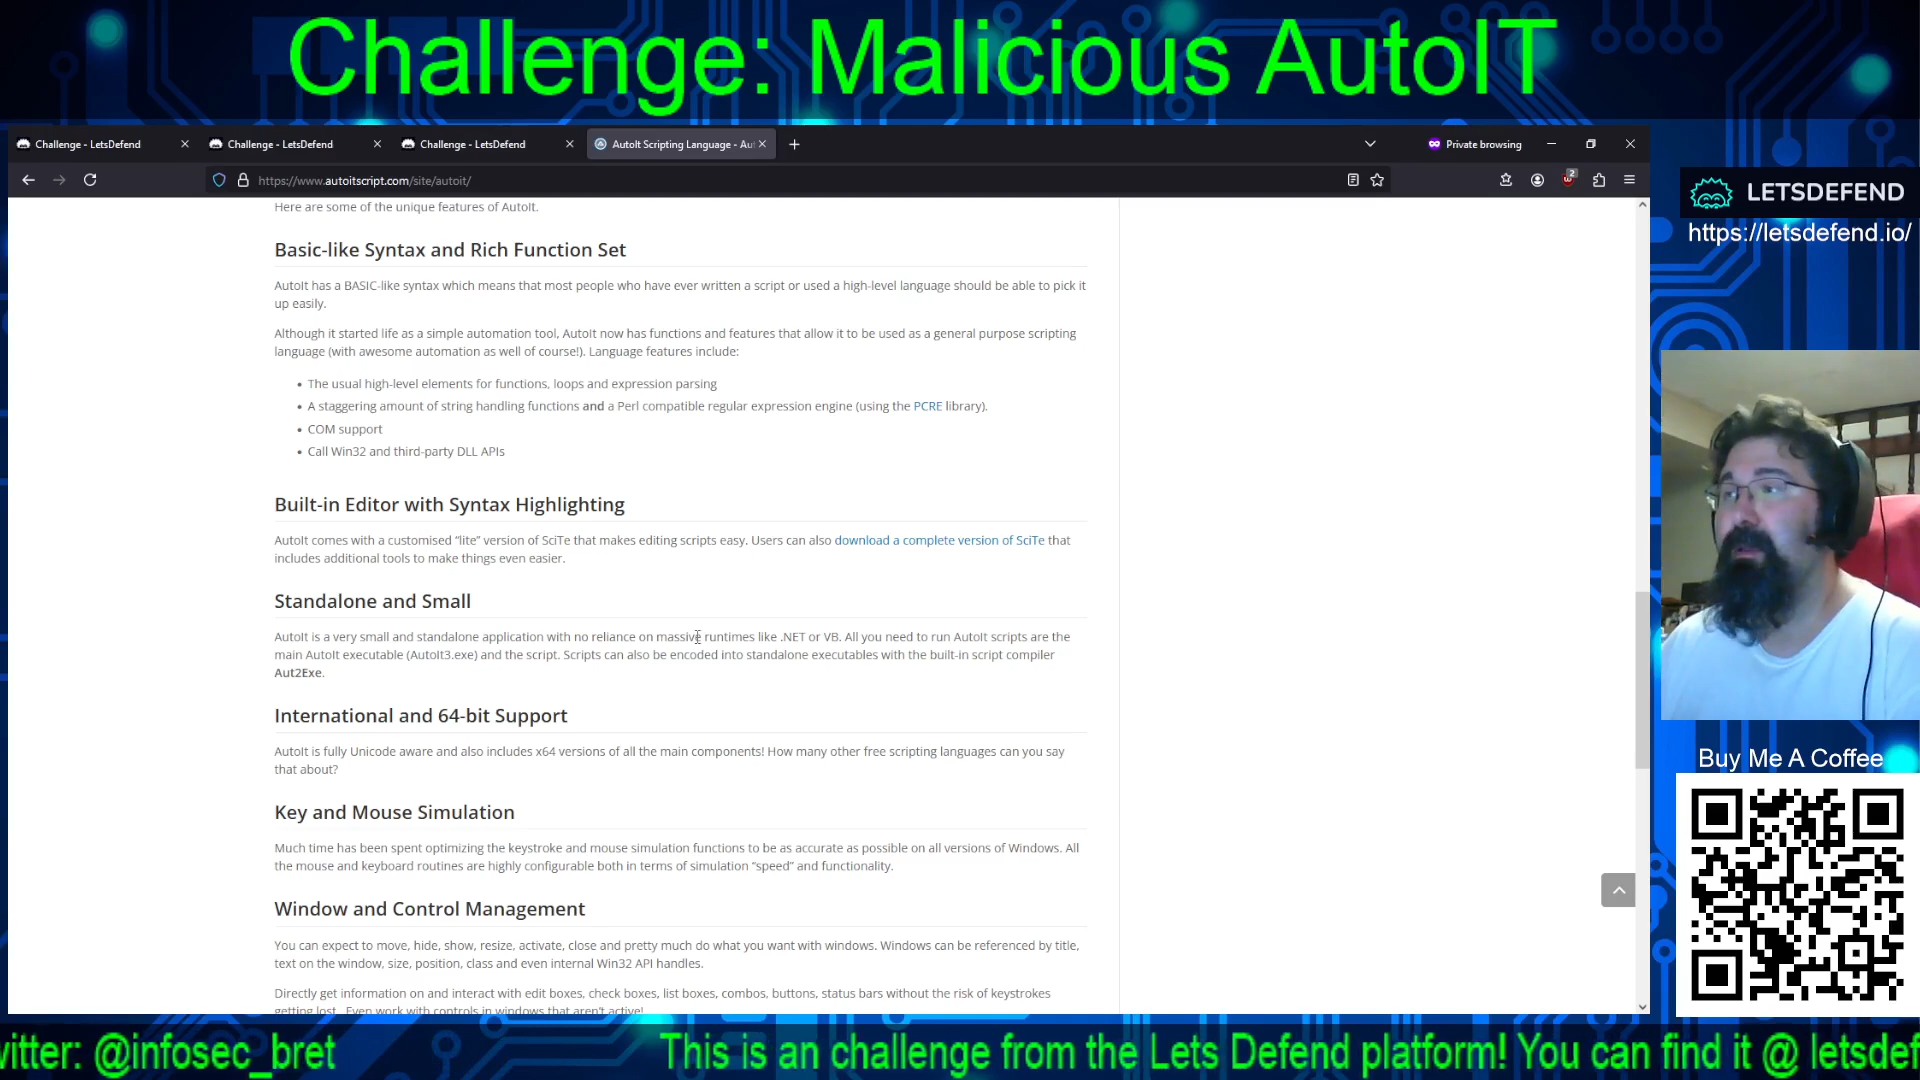 Challenge: Malicious AutoIT
Challenge - LetsDefend
Challenge - LetsDefend
Challenge - LetsDefend
AutoIt Scripting Language - Au
Private browsing
https://www.autoitscript.com/site/autoit/
2
LETSDEFEND
https://letsdefend.io/
Here are some of the unique features of AutoIt.
Basic-like Syntax and Rich Function Set
AutoIt has a BASIC-like syntax which means that most people who have ever written a script or used a high-level language should be able to pick it
up easily.
Although it started life as a simple automation tool, AutoIt now has functions and features that allow it to be used as a general purpose scripting
language (with awesome automation as well of course!). Language features include:
• The usual high-level elements for functions, loops and expression parsing
• A staggering amount of string handling functions and a Perl compatible regular expression engine (using the PCRE library).
• COM support
• Call Win32 and third-party DLL APIs
Built-in Editor with Syntax Highlighting
AutoIt comes with a customised “lite” version of SciTe that makes editing scripts easy. Users can also download a complete version of SciTe that
includes additional tools to make things even easier.
Standalone and Small
AutoIt is a very small and standalone application with no reliance on massive runtimes like .NET or VB. All you need to run AutoIt scripts are the
main AutoIt executable (AutoIt3.exe) and the script. Scripts can also be encoded into standalone executables with the built-in script compiler
Aut2Exe.
International and 64-bit Support
AutoIt is fully Unicode aware and also includes x64 versions of all the main components! How many other free scripting languages can you say
that about?
Key and Mouse Simulation
Much time has been spent optimizing the keystroke and mouse simulation functions to be as accurate as possible on all versions of Windows. All
the mouse and keyboard routines are highly configurable both in terms of simulation “speed” and functionality.
Window and Control Management
You can expect to move, hide, show, resize, activate, close and pretty much do what you want with windows. Windows can be referenced by title,
text on the window, size, position, class and even internal Win32 API handles.
Directly get information on and interact with edit boxes, check boxes, list boxes, combos, buttons, status bars without the risk of keystrokes
getting lost. Even work with controls in windows that aren't active!
Buy Me A Coffee
witter: @infosec_bret
This is an challenge from the Lets Defend platform! You can find it @ letsdef